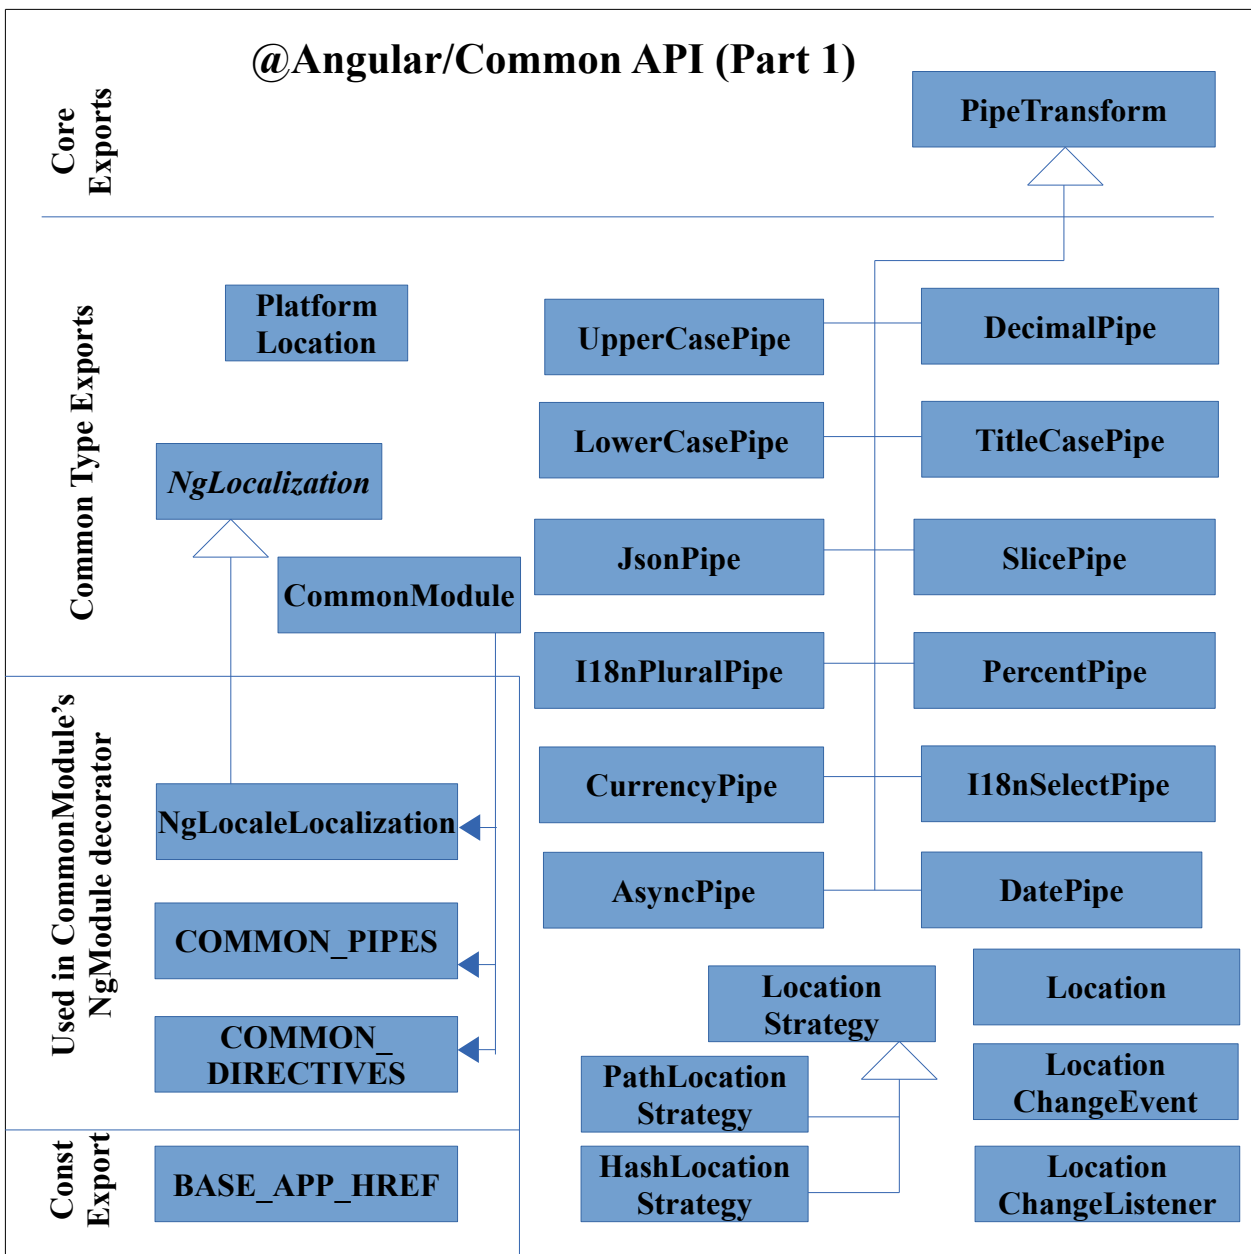 @Angular/Common API (Part 1)
Core
Exports
PipeTransform
Common Type Exports
Platform
Location
UpperCasePipe
DecimalPipe
LowerCasePipe
TitleCasePipe
NgLocalization
JsonPipe
SlicePipe
CommonModule
I18nPluralPipe
PercentPipe
Used in CommonModule’s
NgModule decorator
CurrencyPipe
I18nSelectPipe
NgLocaleLocalization
AsyncPipe
DatePipe
COMMON_PIPES
Location
Strategy
Location
COMMON_
DIRECTIVES
PathLocation
Strategy
Location
ChangeEvent
Const
Export
BASE_APP_HREF
HashLocation
Strategy
Location
ChangeListener